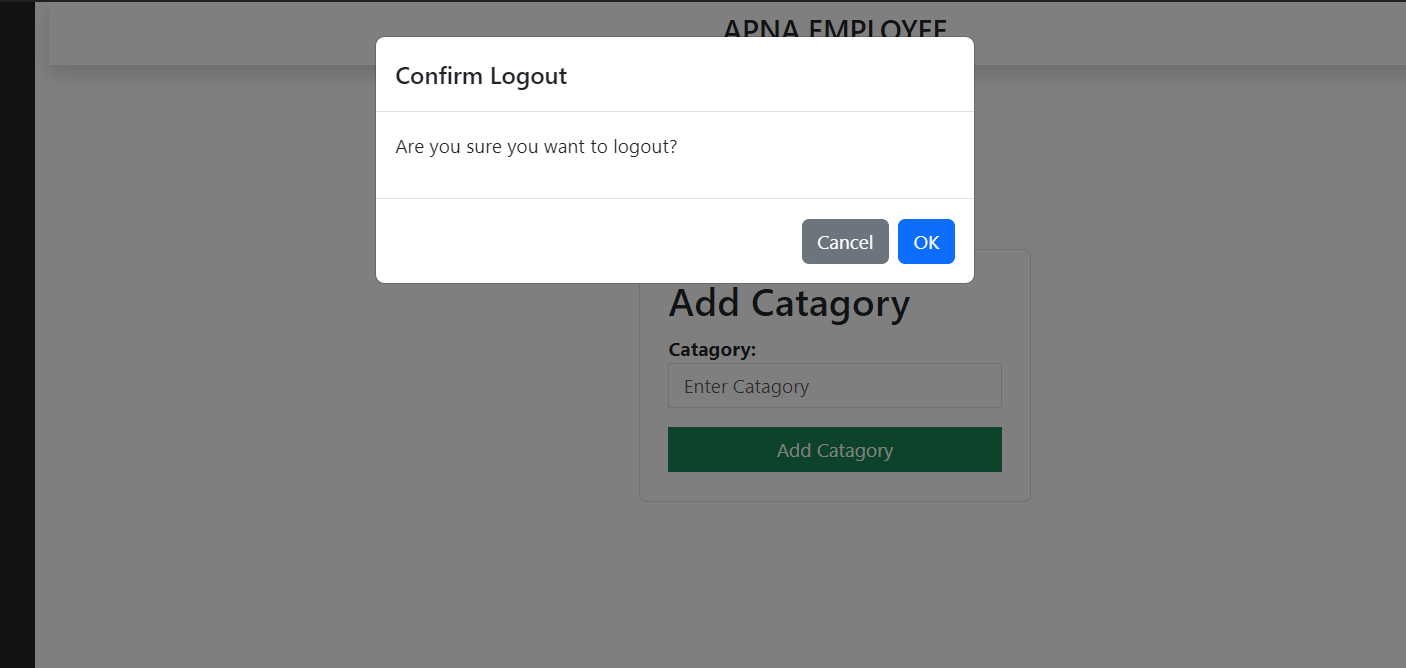 APNA EMPLOYEE
Confirm Logout
Are you sure you want to logout?
Cancel OK
Add Catagory
Catagory:
Enter Catagory
Add Catagory